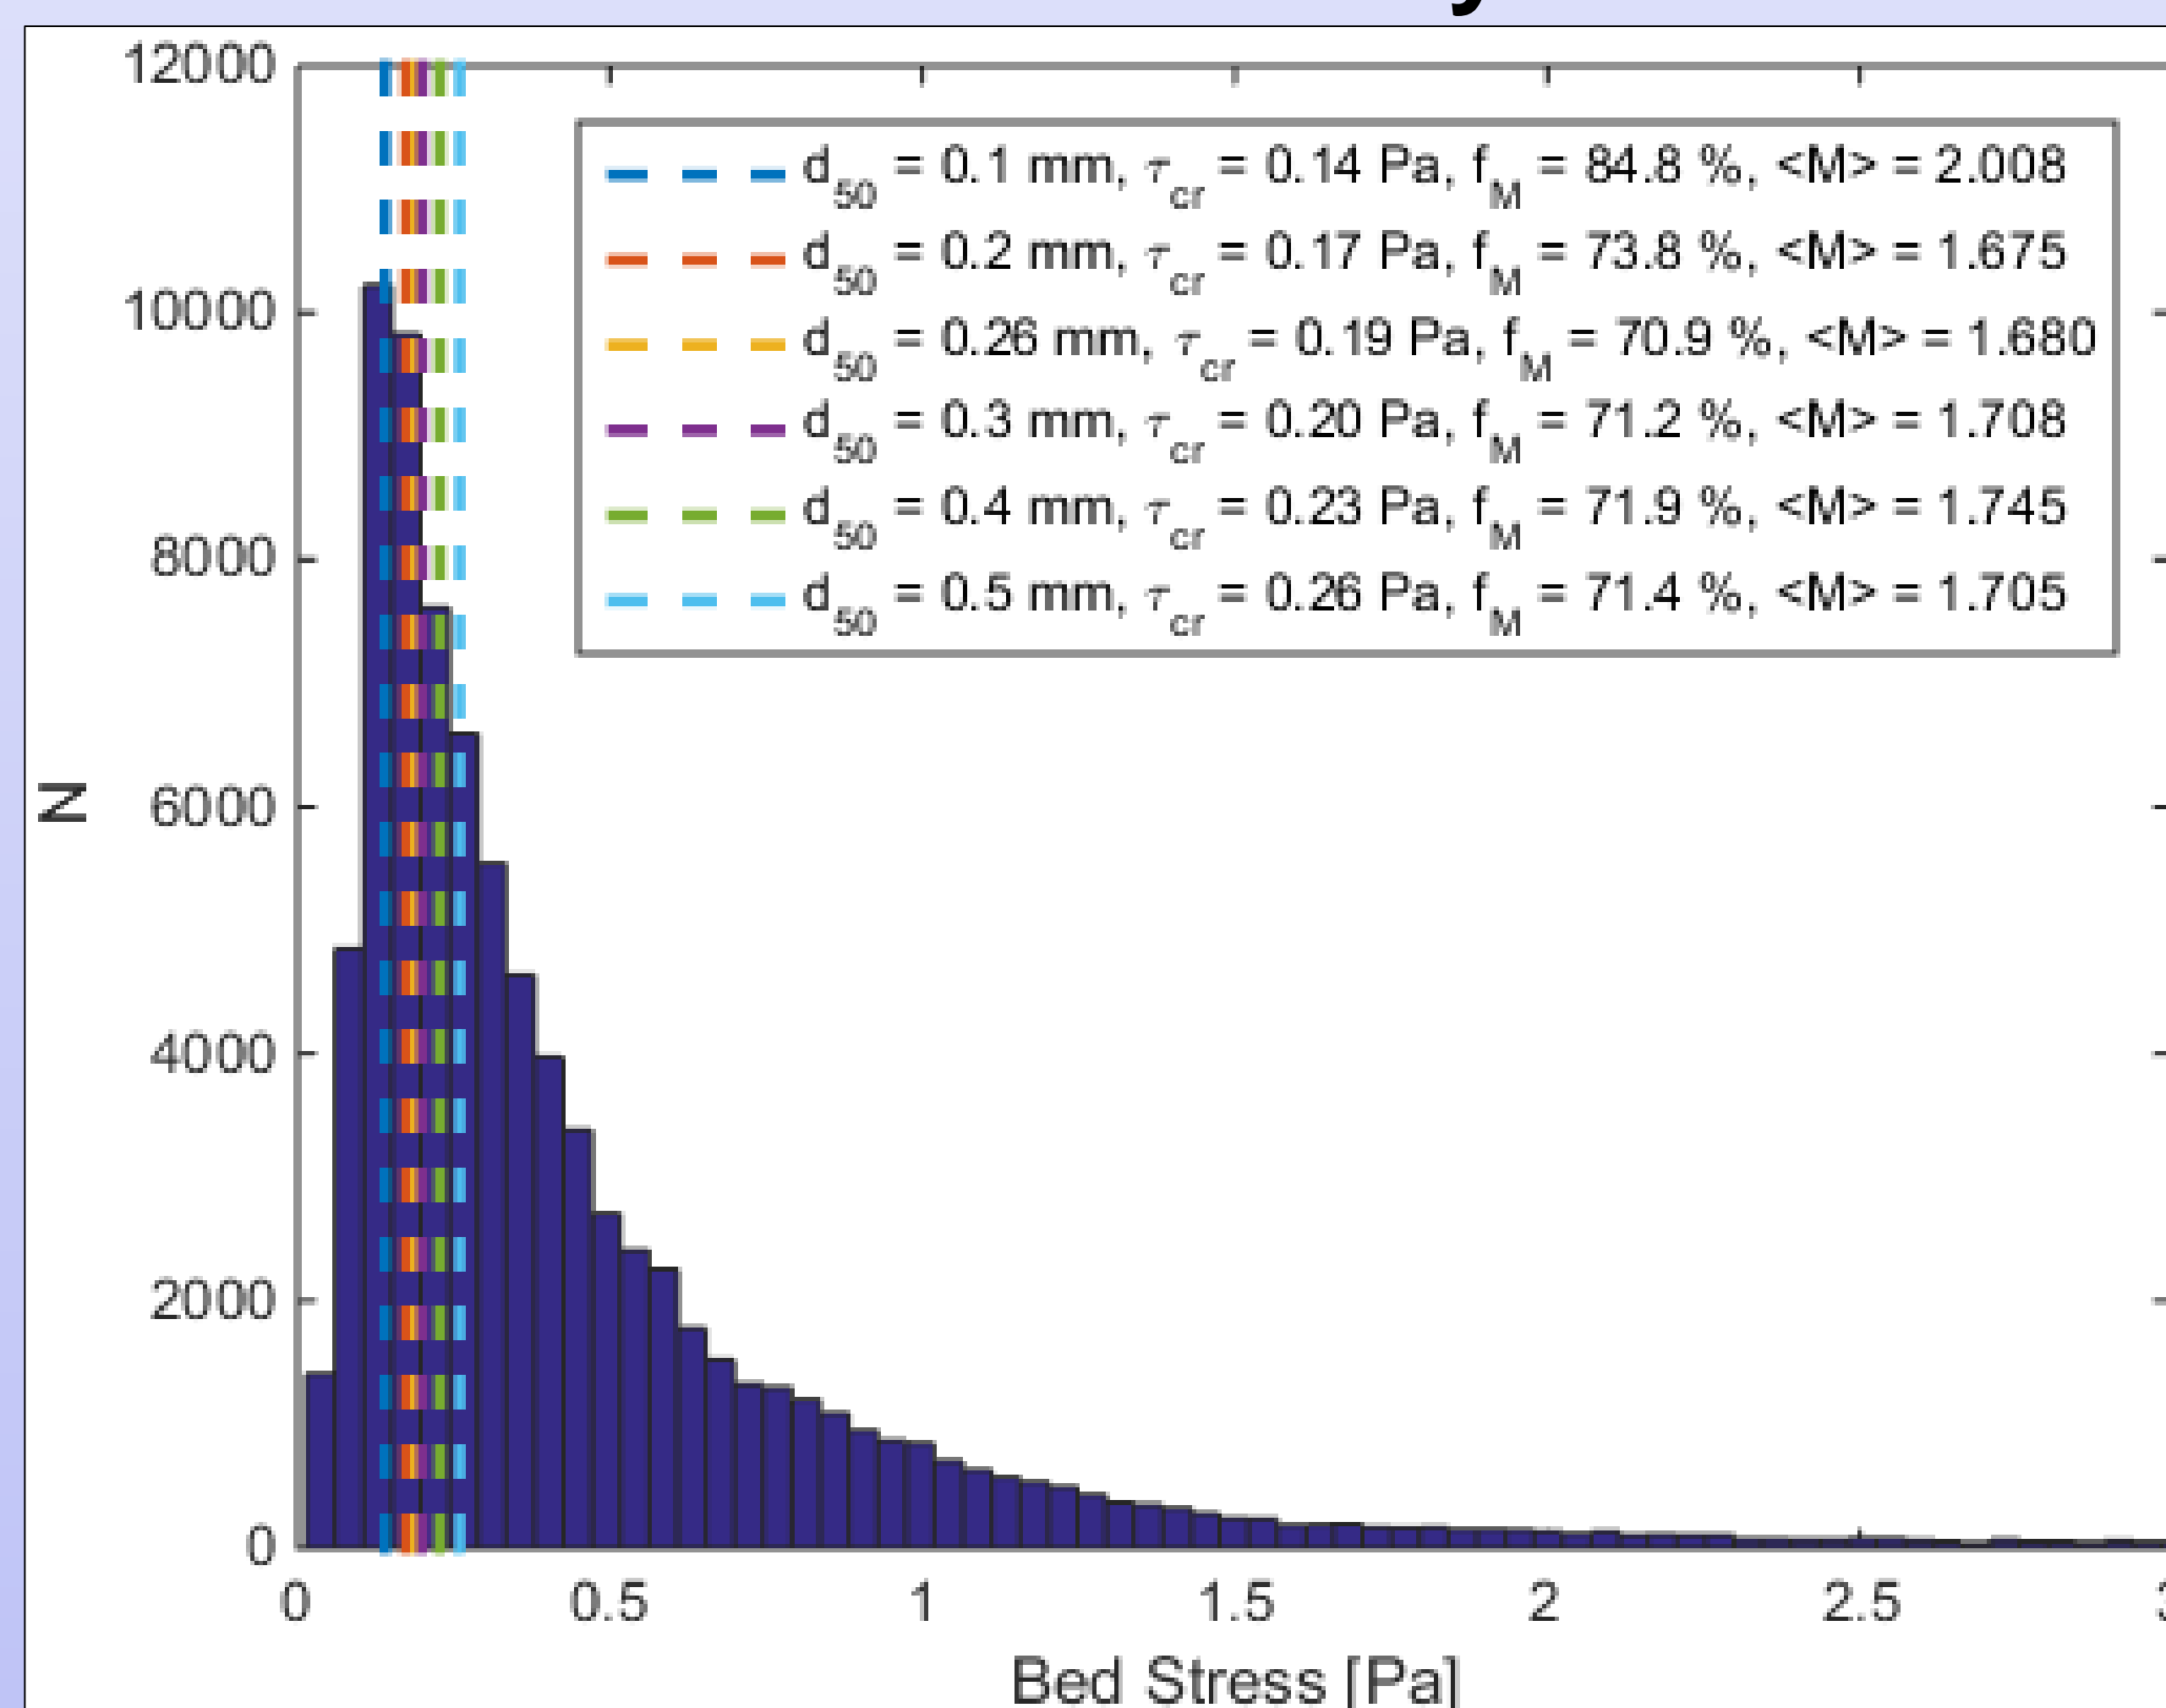 12000
10000
8000
6000
4000
2000
0
N
d50 = 0.1 mm, τcr = 0.14 Pa, fM = 84.8 %, <M> = 2.008
d50 = 0.2 mm, τcr = 0.17 Pa, fM = 73.8 %, <M> = 1.675
d50 = 0.26 mm, τcr = 0.19 Pa, fM = 70.9 %, <M> = 1.680
d50 = 0.3 mm, τcr = 0.20 Pa, fM = 71.2 %, <M> = 1.708
d50 = 0.4 mm, τcr = 0.23 Pa, fM = 71.9 %, <M> = 1.745
d50 = 0.5 mm, τcr = 0.26 Pa, fM = 71.4 %, <M> = 1.705
0 0.5 1 1.5 2 2.5
Bed Stress [Pa]